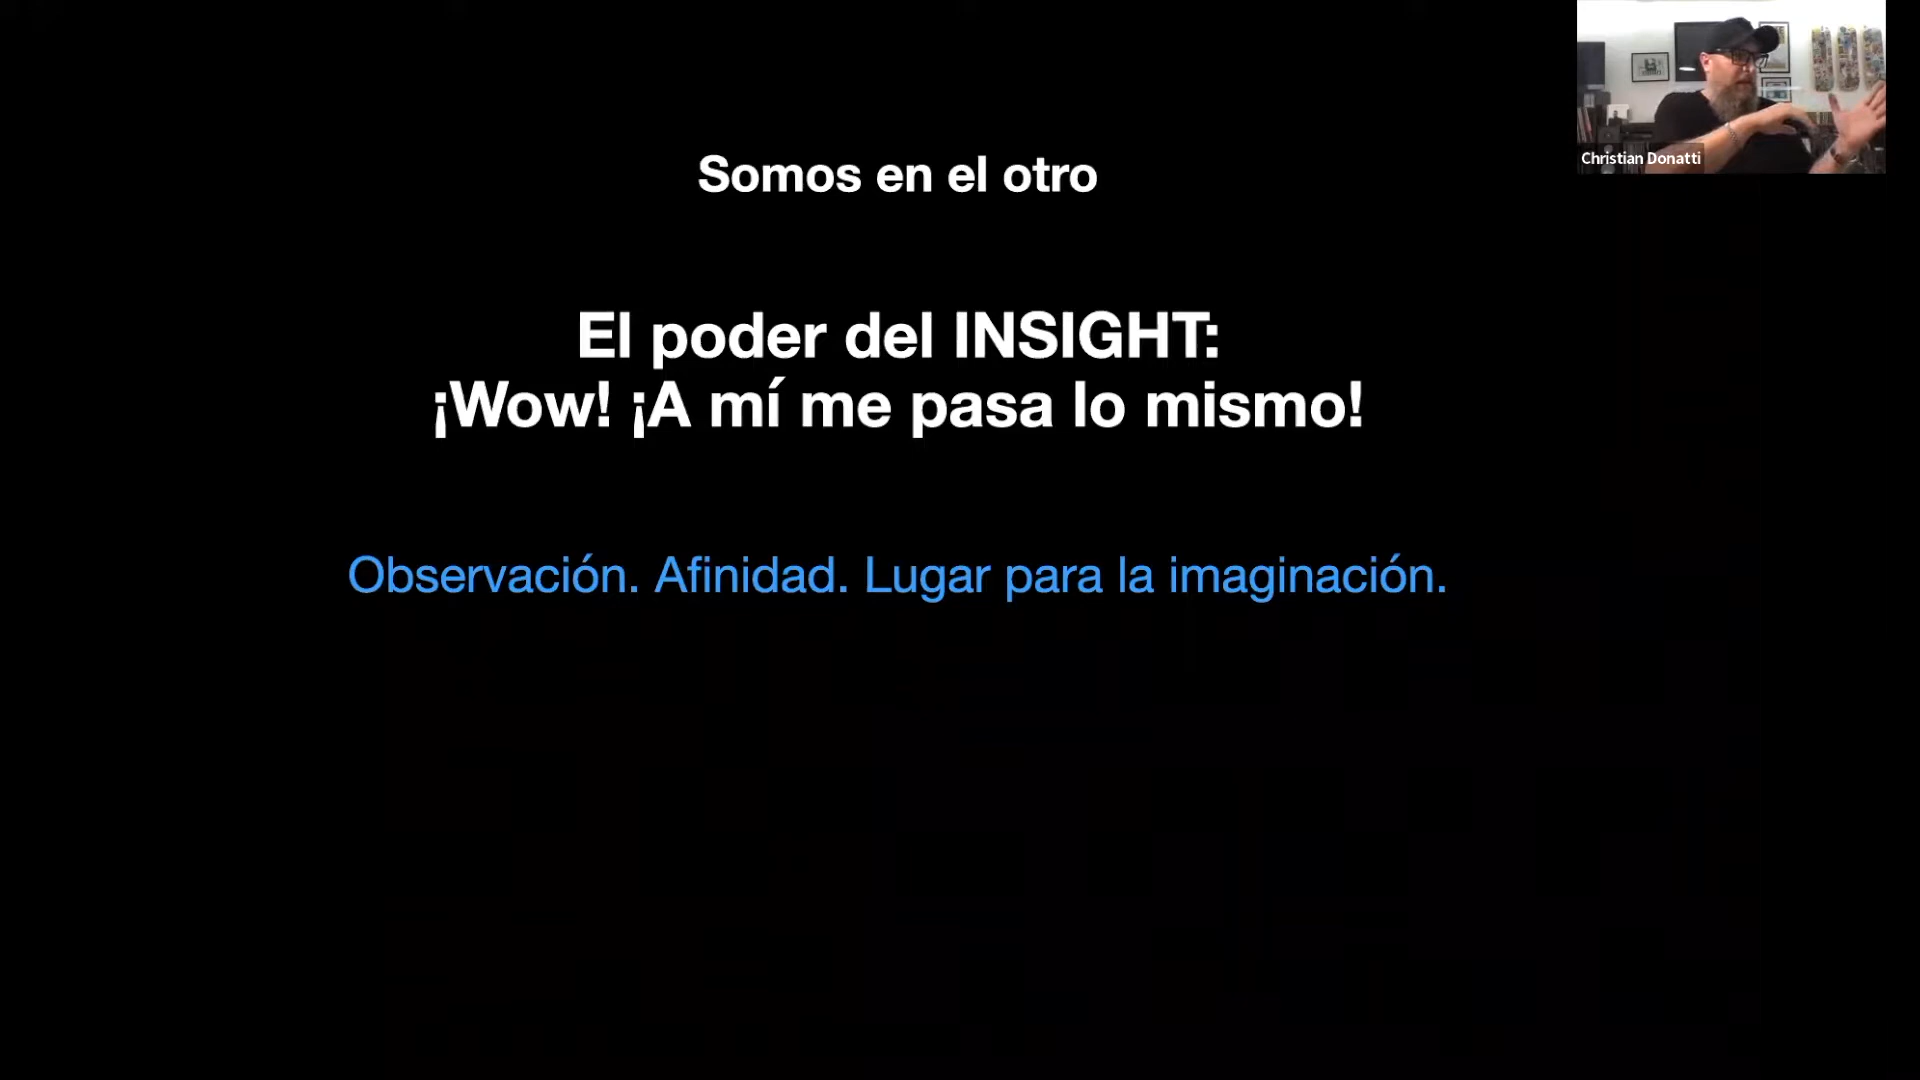 Somos en el otro
El poder del INSIGHT:
¡Wow! ¡A mí me pasa lo mismo!
Observación. Afinidad. Lugar para la imaginación.
Christian Donatti